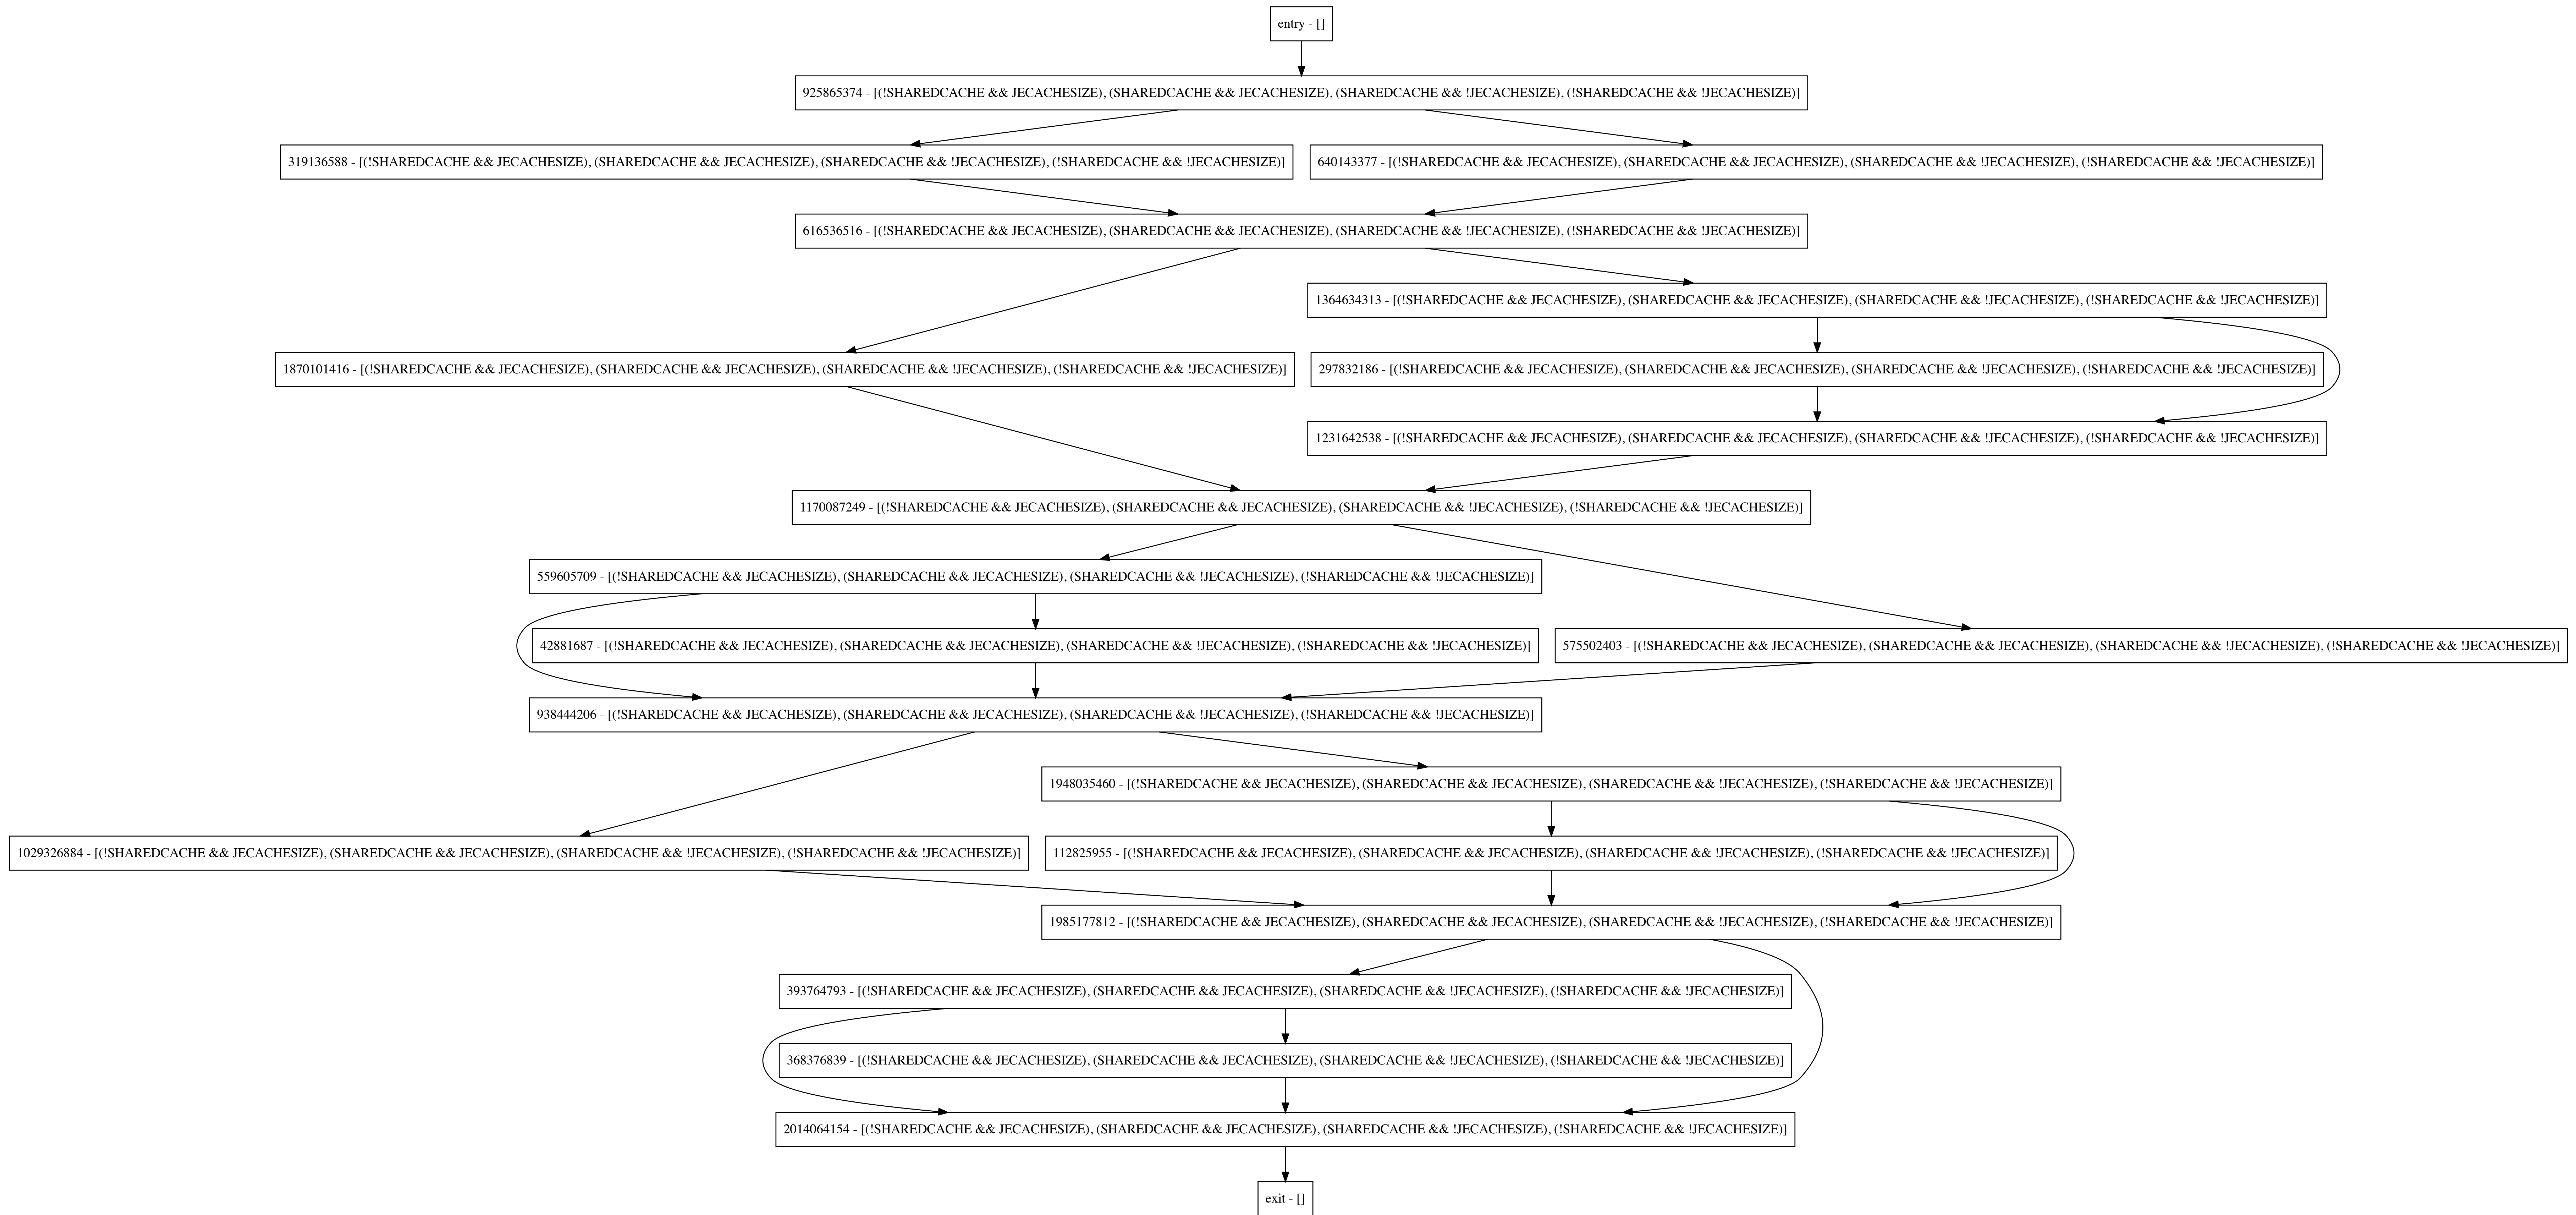 entry - []
925865374 - [(!SHAREDCACHE && JECACHESIZE), (SHAREDCACHE && JECACHESIZE), (SHAREDCACHE && !JECACHESIZE), (!SHAREDCACHE && !JECACHESIZE)]
319136588 - [(!SHAREDCACHE && JECACHESIZE), (SHAREDCACHE && JECACHESIZE), (SHAREDCACHE && !JECACHESIZE), (!SHAREDCACHE && !JECACHESIZE)]
640143377 - [(!SHAREDCACHE && JECACHESIZE), (SHAREDCACHE && JECACHESIZE), (SHAREDCACHE && !JECACHESIZE), (!SHAREDCACHE && !JECACHESIZE)]
616536516 - [(!SHAREDCACHE && JECACHESIZE), (SHAREDCACHE && JECACHESIZE), (SHAREDCACHE && !JECACHESIZE), (!SHAREDCACHE && !JECACHESIZE)]
1364634313 - [(!SHAREDCACHE && JECACHESIZE), (SHAREDCACHE && JECACHESIZE), (SHAREDCACHE && !JECACHESIZE), (!SHAREDCACHE && !JECACHESIZE)]
1870101416 - [(!SHAREDCACHE && JECACHESIZE), (SHAREDCACHE && JECACHESIZE), (SHAREDCACHE && !JECACHESIZE), (!SHAREDCACHE && !JECACHESIZE)]
297832186 - [(!SHAREDCACHE && JECACHESIZE), (SHAREDCACHE && JECACHESIZE), (SHAREDCACHE && !JECACHESIZE), (!SHAREDCACHE && !JECACHESIZE)]
1231642538 - [(!SHAREDCACHE && JECACHESIZE), (SHAREDCACHE && JECACHESIZE), (SHAREDCACHE && !JECACHESIZE), (!SHAREDCACHE && !JECACHESIZE)]
1170087249 - [(!SHAREDCACHE && JECACHESIZE), (SHAREDCACHE && JECACHESIZE), (SHAREDCACHE && !JECACHESIZE), (!SHAREDCACHE && !JECACHESIZE)]
559605709 - [(!SHAREDCACHE && JECACHESIZE), (SHAREDCACHE && JECACHESIZE), (SHAREDCACHE && !JECACHESIZE), (!SHAREDCACHE && !JECACHESIZE)]
42881687 - [(!SHAREDCACHE && JECACHESIZE), (SHAREDCACHE && JECACHESIZE), (SHAREDCACHE && !JECACHESIZE), (!SHAREDCACHE && !JECACHESIZE)]
575502403 - [(!SHAREDCACHE && JECACHESIZE), (SHAREDCACHE && JECACHESIZE), (SHAREDCACHE && !JECACHESIZE), (!SHAREDCACHE && !JECACHESIZE)]
938444206 - [(!SHAREDCACHE && JECACHESIZE), (SHAREDCACHE && JECACHESIZE), (SHAREDCACHE && !JECACHESIZE), (!SHAREDCACHE && !JECACHESIZE)]
1948035460 - [(!SHAREDCACHE && JECACHESIZE), (SHAREDCACHE && JECACHESIZE), (SHAREDCACHE && !JECACHESIZE), (!SHAREDCACHE && !JECACHESIZE)]
1029326884 - [(!SHAREDCACHE && JECACHESIZE), (SHAREDCACHE && JECACHESIZE), (SHAREDCACHE && !JECACHESIZE), (!SHAREDCACHE && !JECACHESIZE)]
112825955 - [(!SHAREDCACHE && JECACHESIZE), (SHAREDCACHE && JECACHESIZE), (SHAREDCACHE && !JECACHESIZE), (!SHAREDCACHE && !JECACHESIZE)]
1985177812 - [(!SHAREDCACHE && JECACHESIZE), (SHAREDCACHE && JECACHESIZE), (SHAREDCACHE && !JECACHESIZE), (!SHAREDCACHE && !JECACHESIZE)]
393764793 - [(!SHAREDCACHE && JECACHESIZE), (SHAREDCACHE && JECACHESIZE), (SHAREDCACHE && !JECACHESIZE), (!SHAREDCACHE && !JECACHESIZE)]
368376839 - [(!SHAREDCACHE && JECACHESIZE), (SHAREDCACHE && JECACHESIZE), (SHAREDCACHE && !JECACHESIZE), (!SHAREDCACHE && !JECACHESIZE)]
2014064154 - [(!SHAREDCACHE && JECACHESIZE), (SHAREDCACHE && JECACHESIZE), (SHAREDCACHE && !JECACHESIZE), (!SHAREDCACHE && !JECACHESIZE)]
exit - []